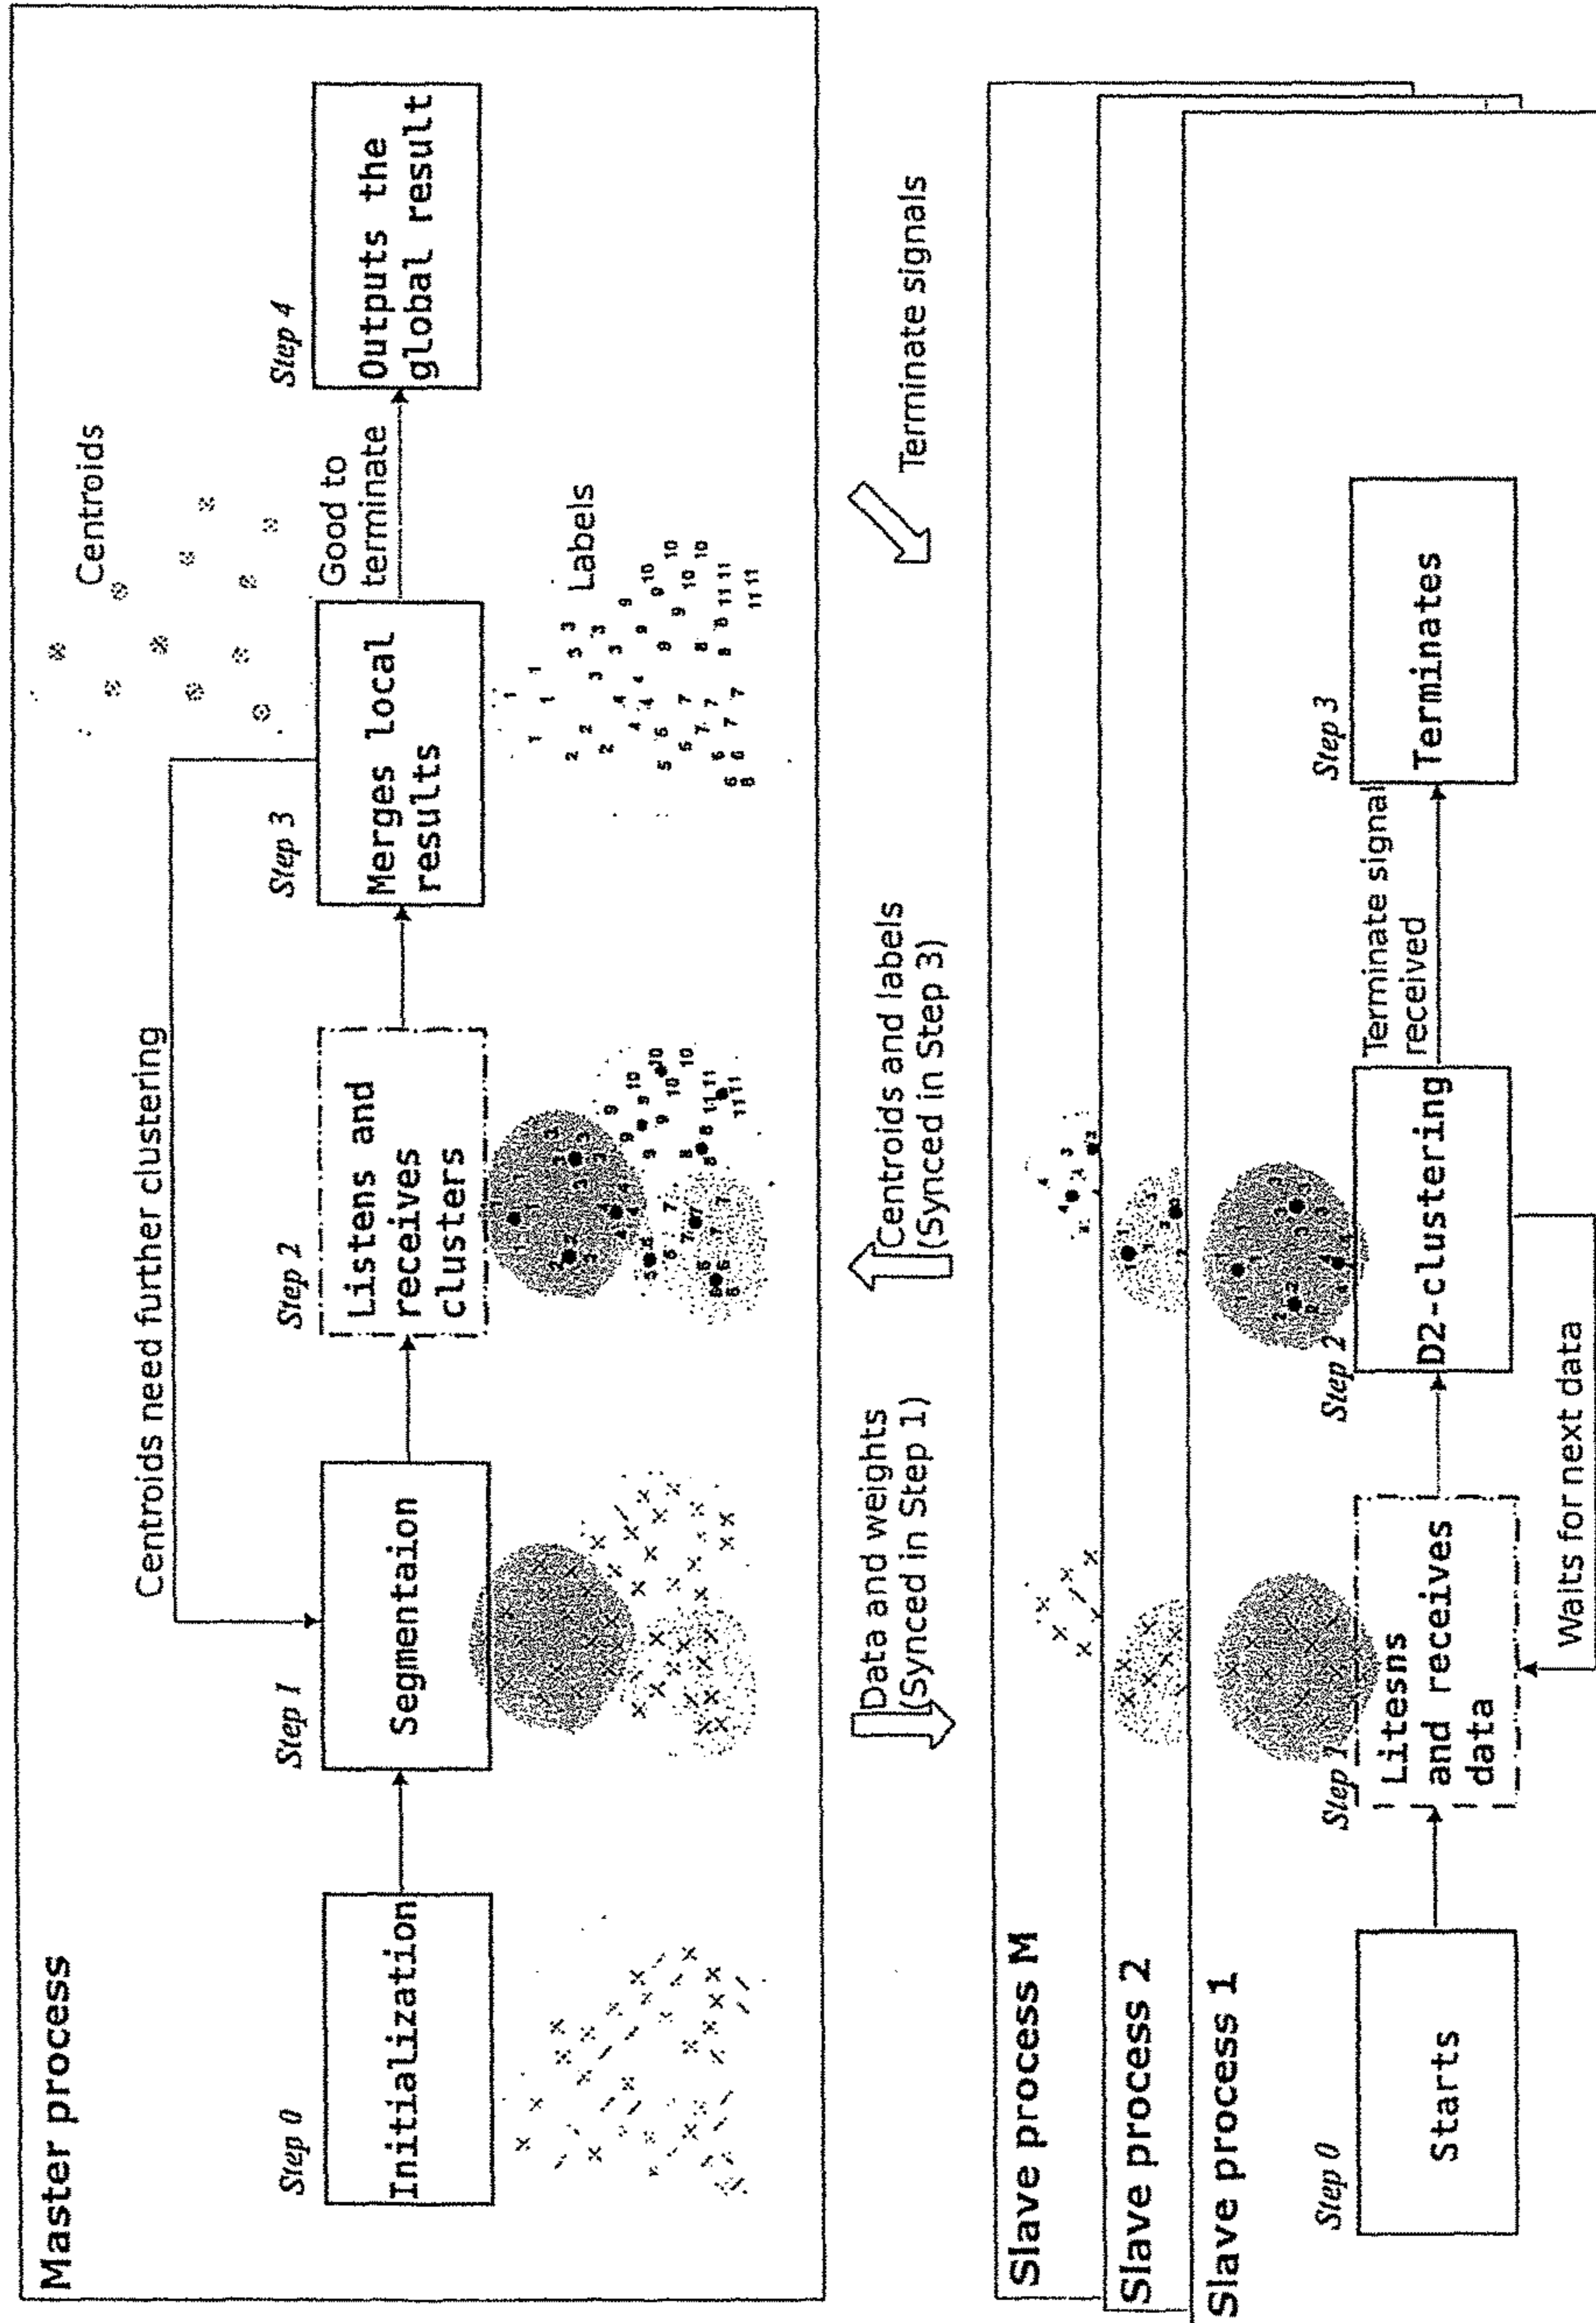 Master process
Centroids need further clustering
Centroids
Step 0
Initialization
Step 1
Segmentaion
Step 2
Listens and
receives
clusters
Step 3
Merges local
results
Good to
terminate
Step 4
Outputs the
global result
Labels
Data and weights
(Synced in Step 1)
Centroids and labels
(Synced in Step 3)
Terminate signals
Slave process M
Slave process 2
Slave process 1
Step 0
Starts
Step 1
Litesns
and receives
data
Step 2
D2-clustering
Terminate signal
received
Step 3
Terminates
Waits for next data